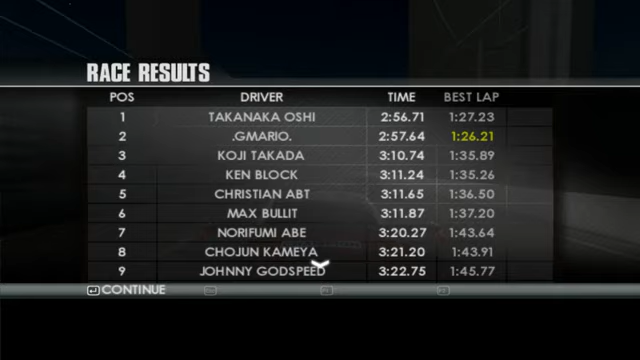 RACE RESULTS
POS DRIVER TIME BEST LAP
1 TAKANAKA OSHI 2:56.71 1:27.23
2 .GMARIO. 2:57.64 1:26.21
3 KOJI TAKADA 3:10.74 1:35.89
4 KEN BLOCK 3:11.24 1:35.26
5 CHRISTIAN ABT 3:11.65 1:36.50
6 MAX BULLIT 3:11.87 1:37.20
7 NORIFUMI ABE 3:20.27 1:43.64
8 CHOJUN KAMEYA 3:21.20 1:43.91
9 JOHNNY GODSPEED 3:22.75 1:45.77
CONTINUE